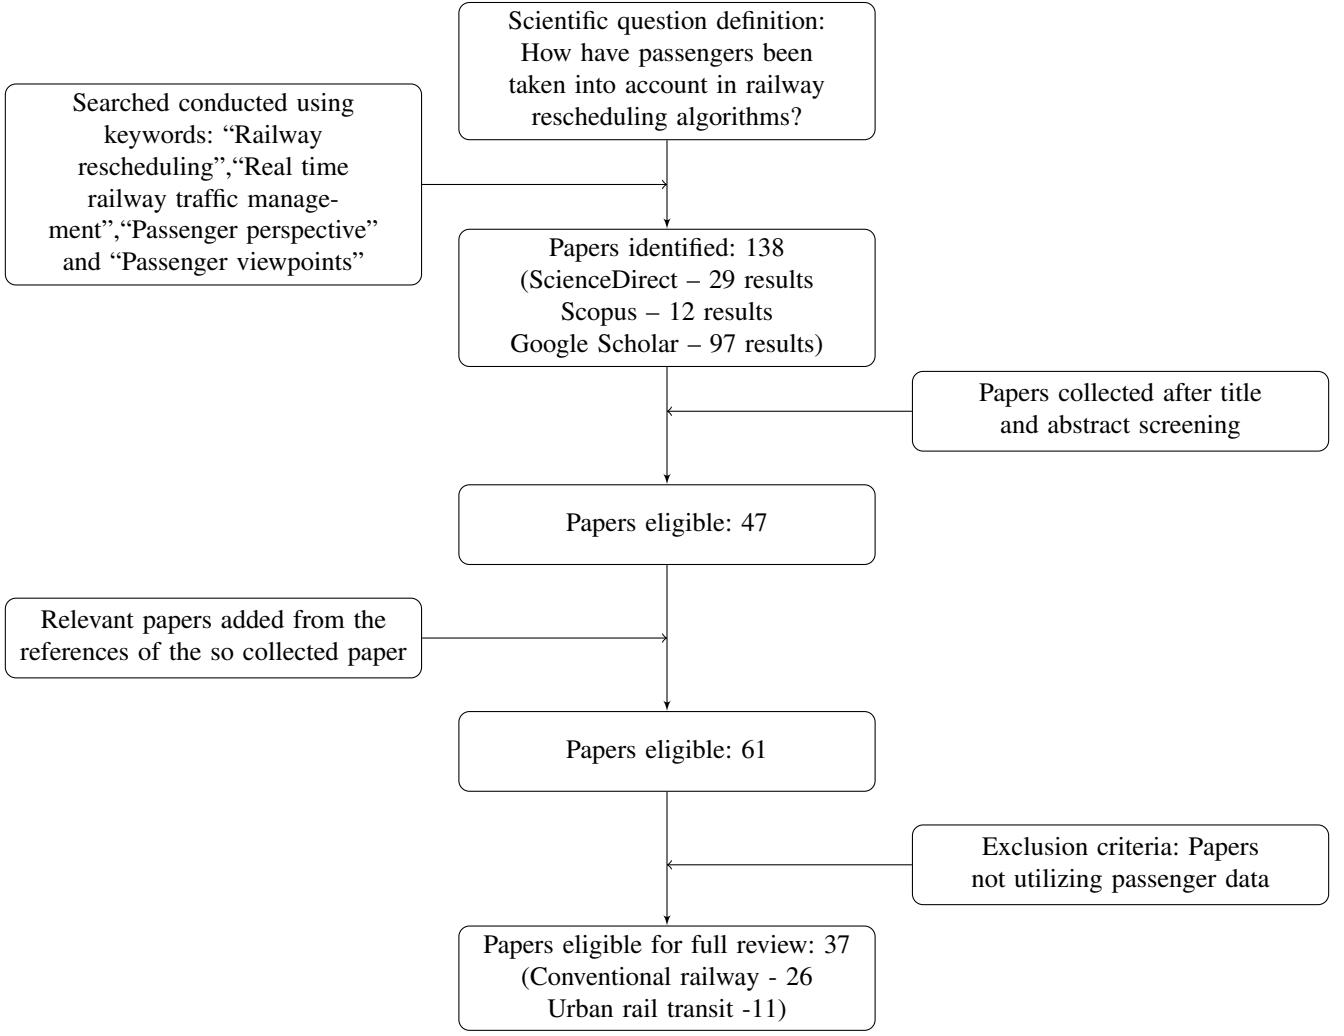 Scientific question definition:
How have passengers been
taken into account in railway
rescheduling algorithms?
Searched conducted using
keywords: “Railway
rescheduling”,“Real time
railway traffic manage-
ment”,“Passenger perspective”
and “Passenger viewpoints”
Papers identified: 138
(ScienceDirect – 29 results
Scopus – 12 results
Google Scholar – 97 results)
Papers collected after title
and abstract screening
Papers eligible: 47
Relevant papers added from the
references of the so collected paper
Papers eligible: 61
Exclusion criteria: Papers
not utilizing passenger data
Papers eligible for full review: 37
(Conventional railway - 26
Urban rail transit -11)